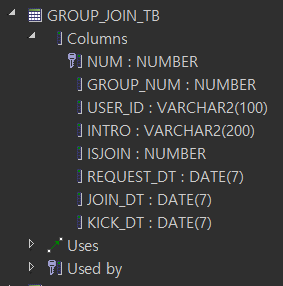 GROUP_JOIN_TB
Columns
NUM : NUMBER
GROUP_NUM : NUMBER
USER_ID : VARCHAR2(100)
INTRO : VARCHAR2(200)
ISJOIN : NUMBER
REQUEST_DT : DATE(7)
JOIN_DT : DATE(7)
KICK_DT : DATE(7)
Uses
Used by